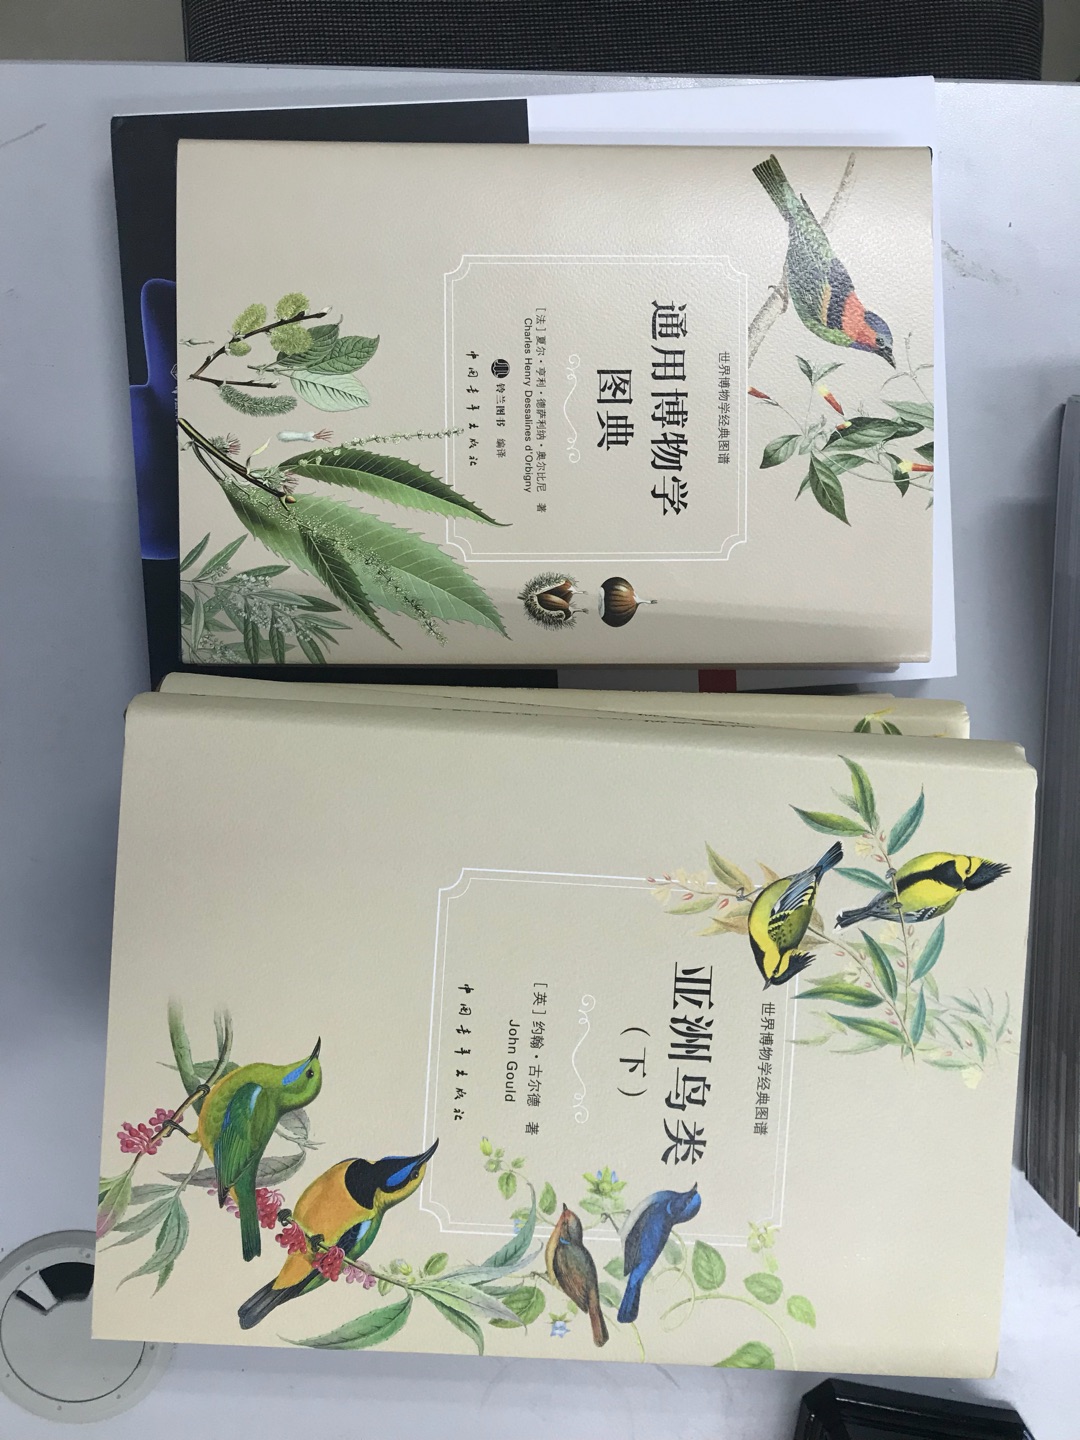 世界博物学经典图谱
通用博物学
图典
[法]夏尔·亨利·德萨利纳·奥尔比尼 著
Charles Henry Dessalines d'Orbigny
铃兰图书 编译
中国青年出版社
世界博物学经典图谱
亚洲鸟类
（下）
[英]约翰·古尔德 著
John Gould
中国青年出版社